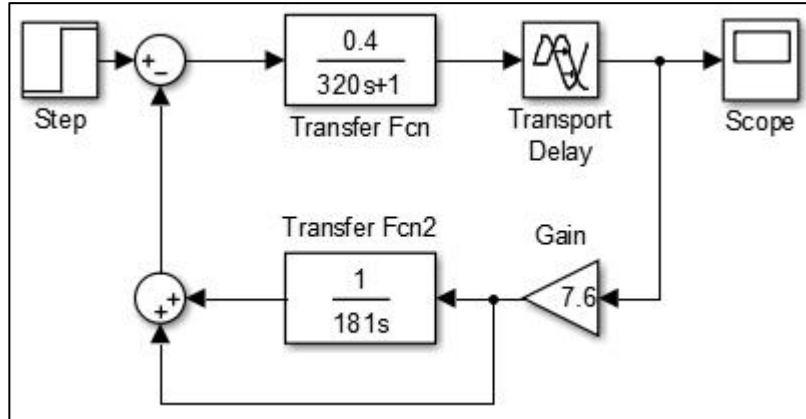 0.4
320s+1
Step
Transfer Fcn
Transport
Delay
Scope
Transfer Fcn2
Gain
1
181s
7.6